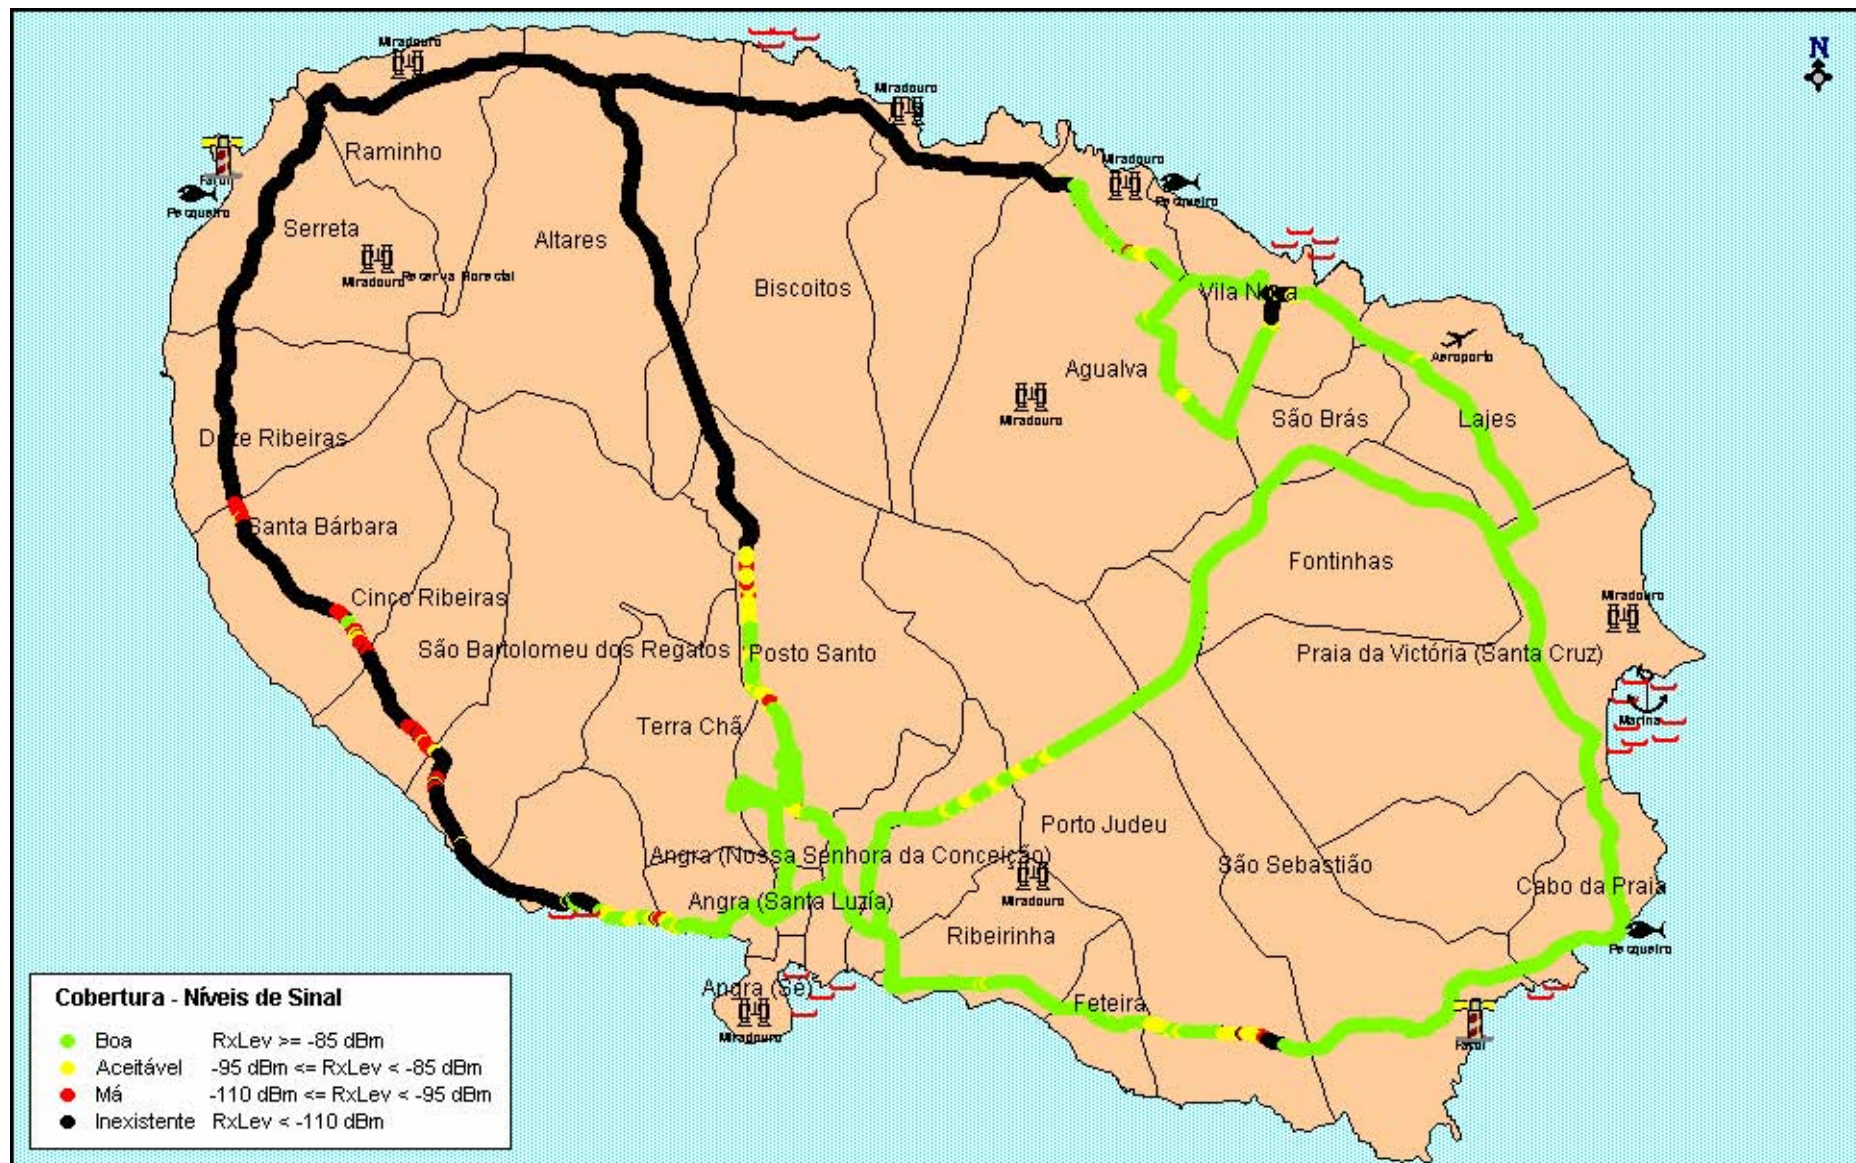 N
Miradouro
Miradouro
Raminho
Miradouro
Farol
Pesqueiro
Pesqueiro
Serreta
Altares
Miradouro
Reserva florestal
Biscoitos
Vila Nova
Aeroporto
Agualva
Miradouro
São Brás
Lajes
Doze Ribeiras
Santa Bárbara
Fontinhas
Cinco Ribeiras
Miradouro
São Bartolomeu dos Regatos
Posto Santo
Praia da Victória (Santa Cruz)
Terra Chã
Marina
Porto Judeu
Angra (Nossa Senhora da Conceição)
São Sebastião
Cabo da Praia
Angra (Santa Luzía)
Miradouro
Ribeirinha
Pesqueiro
Angra (Sé)
Feteira
Miradouro
Farol
Cobertura - Níveis de Sinal
Boa RxLev >= -85 dBm
Aceitável -95 dBm <= RxLev < -85 dBm
Má -110 dBm <= RxLev < -95 dBm
Inexistente RxLev < -110 dBm